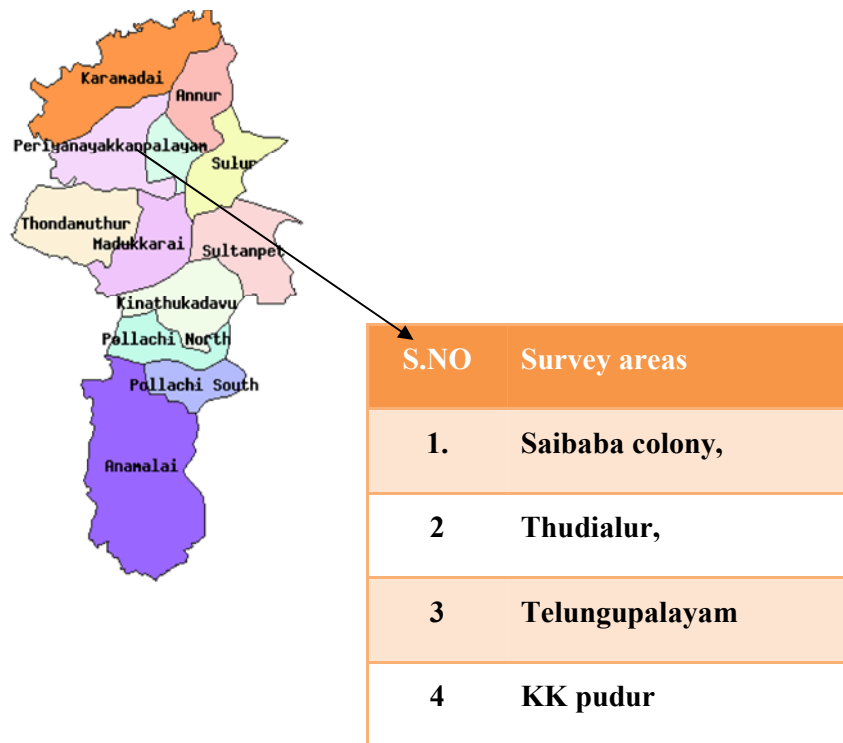 Karamadai
Annur
Periyanayakkanpalayam
Sulur
Thondamuthur
Madukkarai
Sultanpet
Kinathukadavu
Pollachi North
Pollachi South
Anamalai
S.NO Survey areas
1. Saibaba colony,
2 Thudialur,
3 Telungupalayam
4 KK pudur